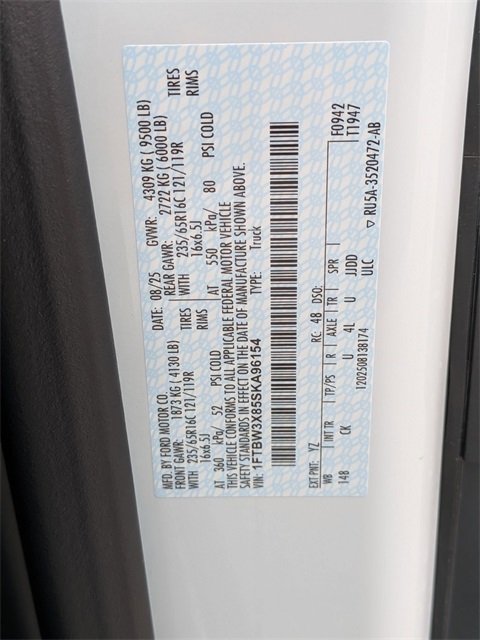 MFD. BY FORD MOTOR CO.
DATE: 08/25 GVWR: 4309 KG ( 9500 LB)
FRONT GAWR: 1873 KG ( 4130 LB) REAR GAWR: 2722 KG ( 6000 LB)
WITH 235/65R16C 121/119R TIRES WITH 235/65R16C 121/119R TIRES
16x6.5J RIMS 16x6.5J RIMS
AT 360 kPa/ 52 PSI COLD AT 550 kPa/ 80 PSI COLD
THIS VEHICLE CONFORMS TO ALL APPLICABLE FEDERAL MOTOR VEHICLE
SAFETY STANDARDS IN EFFECT ON THE DATE OF MANUFACTURE SHOWN ABOVE.
VIN: 1FTBW3X85SKA96154
TYPE: Truck
F0942
T1947
EXT PNT: YZ RC: 48 DSO:
WB INT TR TP/PS R AXLE TR SPR
148 CK U 4L U JJDD
ULC
1202508138174
▽ RU5A-3520472-AB